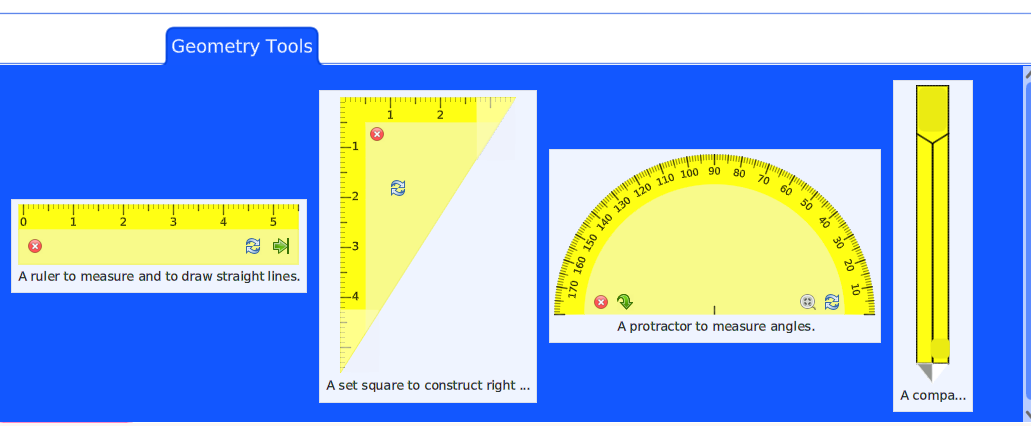 Geometry Tools
0 1 2 3 4 5
A ruler to measure and to draw straight lines.
1 2
1
2
3
4
A set square to construct right ...
170 160 150 140 130 120 110 100 90 80 70 60 50 40 30 20 10
A protractor to measure angles.
A compa...